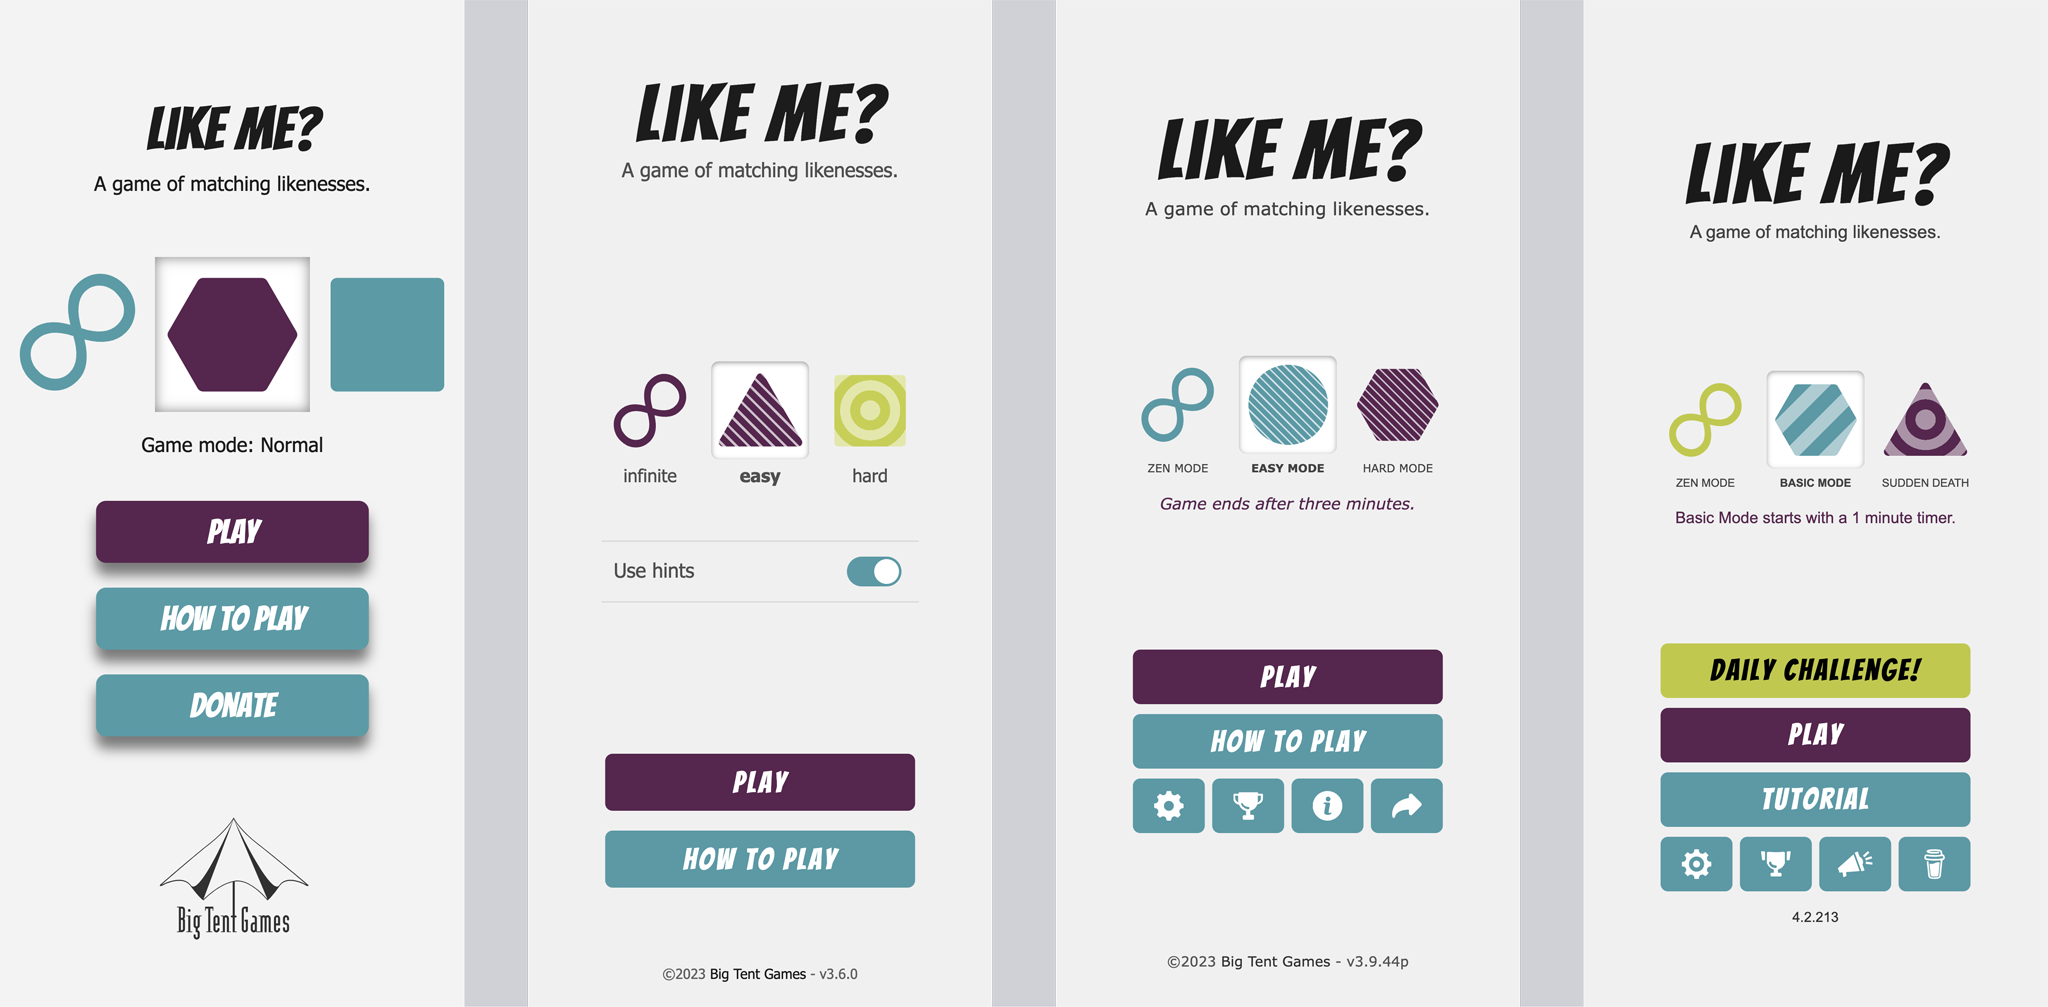 LIKE ME?
A game of matching likenesses.
Game mode: Normal
PLAY
HOW TO PLAY
DONATE
Big Tent Games
LIKE ME?
A game of matching likenesses.
infinite easy hard
Use hints
PLAY
HOW TO PLAY
©2023 Big Tent Games - v3.6.0
LIKE ME?
A game of matching likenesses.
ZEN MODE EASY MODE HARD MODE
Game ends after three minutes.
PLAY
HOW TO PLAY
©2023 Big Tent Games - v3.9.44p
LIKE ME?
A game of matching likenesses.
ZEN MODE BASIC MODE SUDDEN DEATH
Basic Mode starts with a 1 minute timer.
DAILY CHALLENGE!
PLAY
TUTORIAL
4.2.213